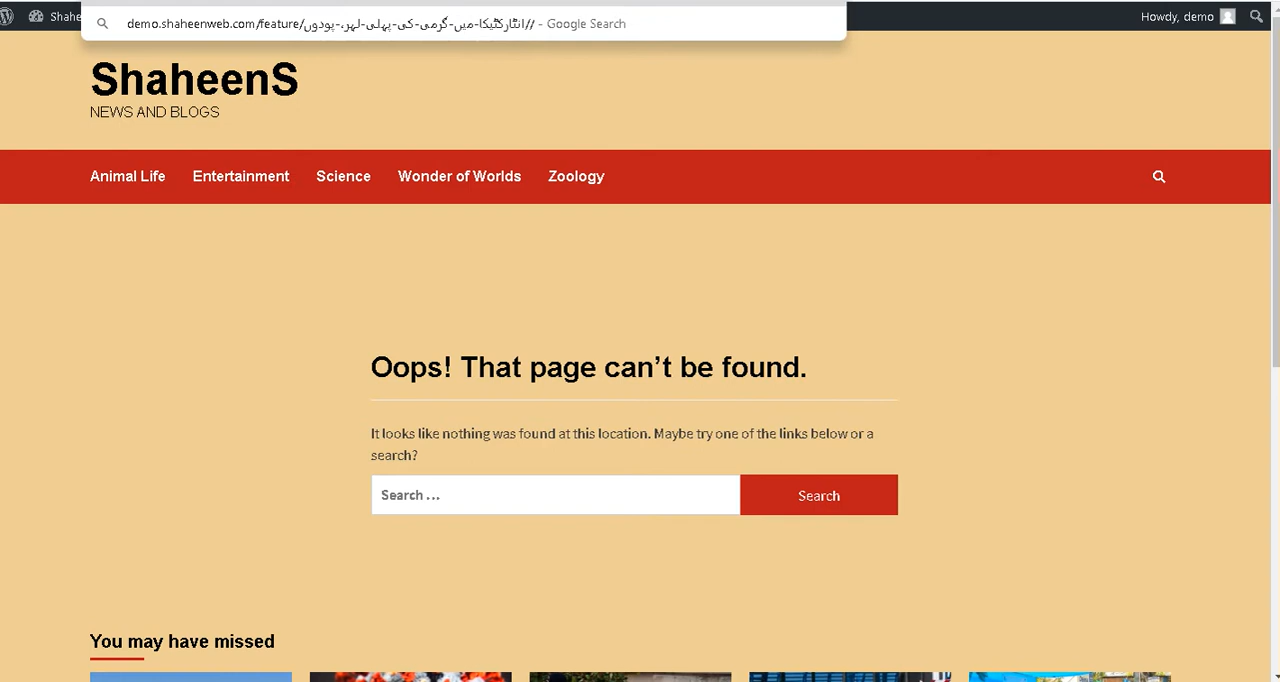 Shahe
Howdy, demo
demo.shaheenweb.com/feature/انٹارکٹیکا-میں-گرمی-کی-پہلی-لہر،-پودوں// - Google Search
ShaheenS
NEWS AND BLOGS
Animal Life Entertainment Science Wonder of Worlds Zoology
Oops! That page can’t be found.
It looks like nothing was found at this location. Maybe try one of the links below or a
search?
Search …
Search
You may have missed